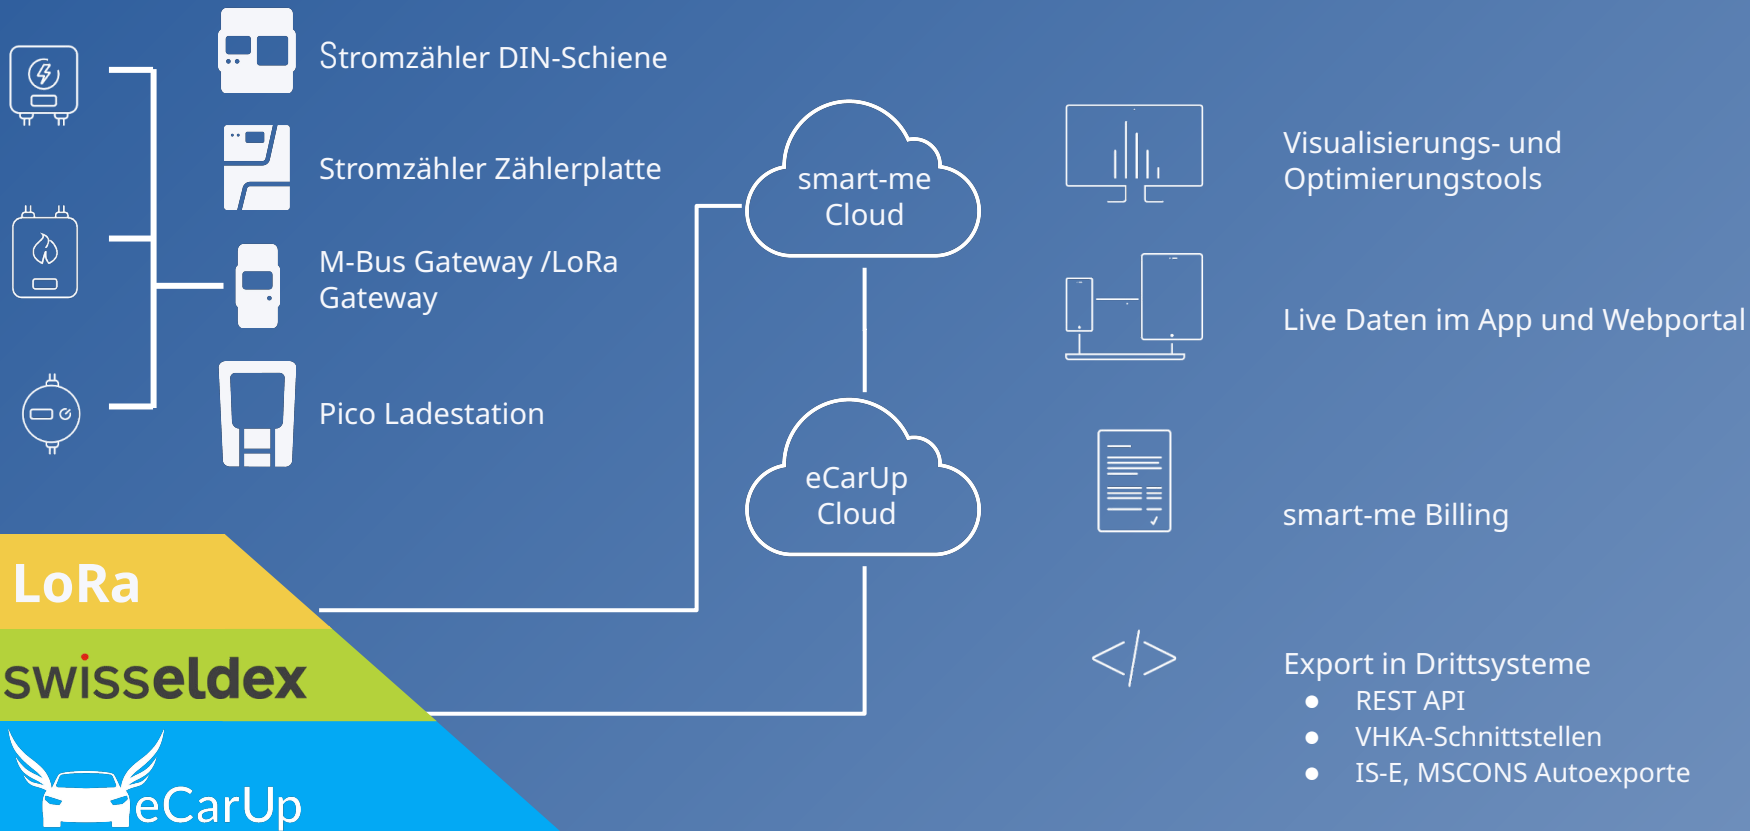 Stromzähler DIN-Schiene
Stromzähler Zählerplatte
M-Bus Gateway /LoRa
Gateway
Pico Ladestation
LoRa
swisseldex
eCarUp
smart-me
Cloud
eCarUp
Cloud
Visualisierungs- und
Optimierungstools
Live Daten im App und Webportal
smart-me Billing
</>
Export in Drittsysteme
● REST API
● VHKA-Schnittstellen
● IS-E, MSCONS Autoexporte